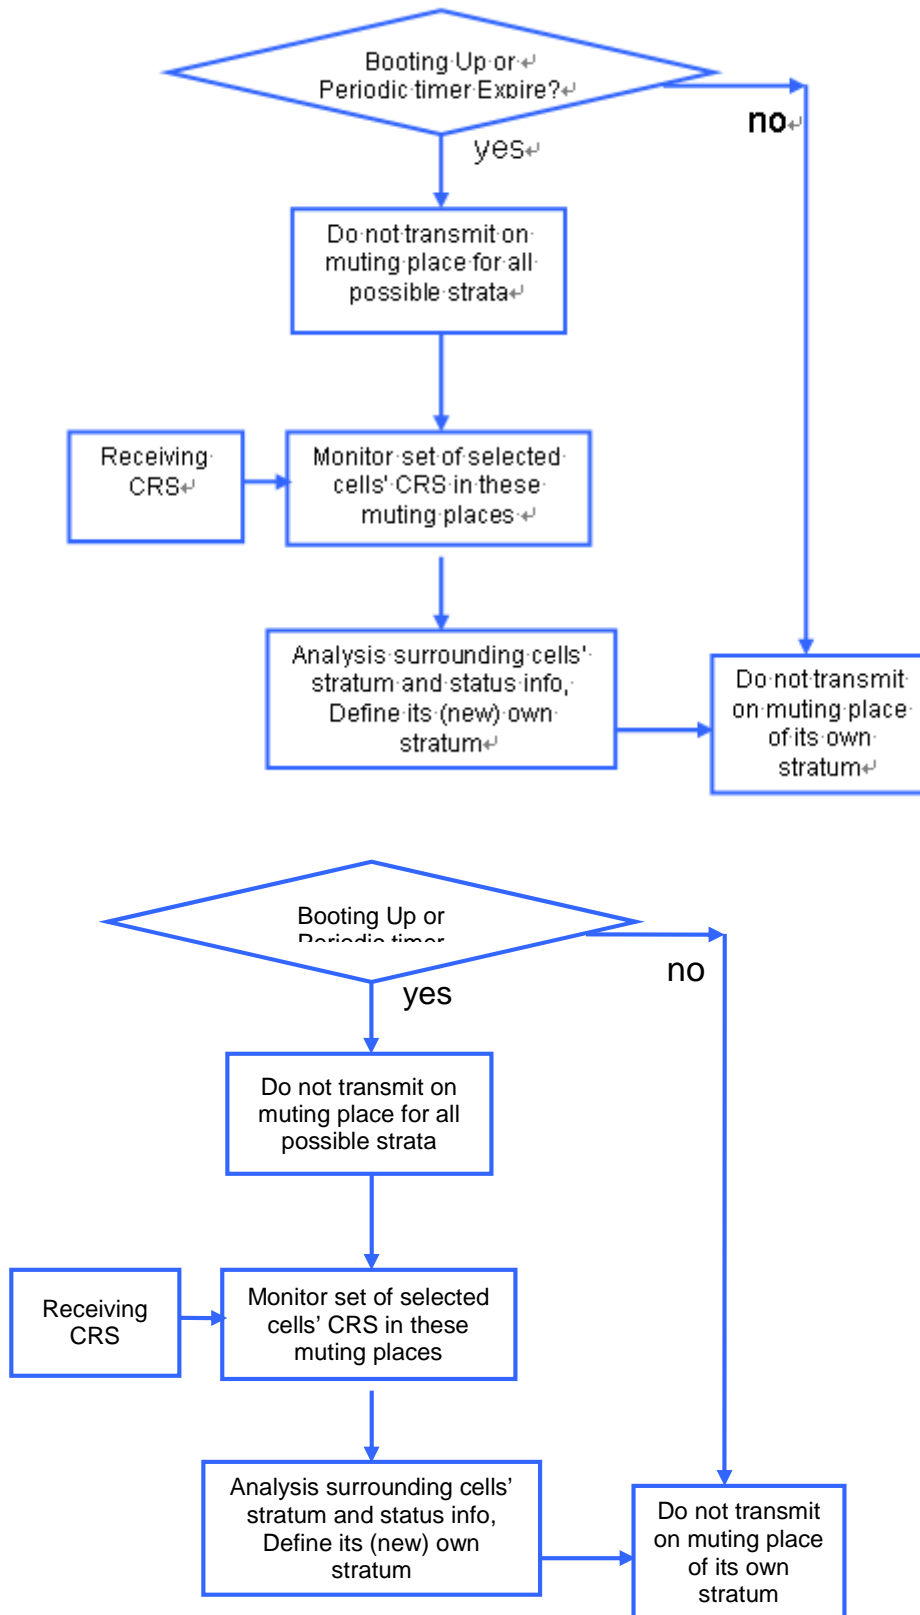 Booting Up or
Periodic timer Expire?
no
yes
Do not transmit on
muting place for all
possible strata
Receiving
CRS
Monitor set of selected
cells' CRS in these
muting places
Analysis surrounding cells'
stratum and status info,
Define its (new) own
stratum
Do not transmit
on muting place
of its own
stratum
Booting Up or
Periodic timer
no
yes
Do not transmit on
muting place for all
possible strata
Receiving
CRS
Monitor set of selected
cells’ CRS in these
muting places
Analysis surrounding cells’
stratum and status info,
Define its (new) own
stratum
Do not transmit
on muting place
of its own
stratum